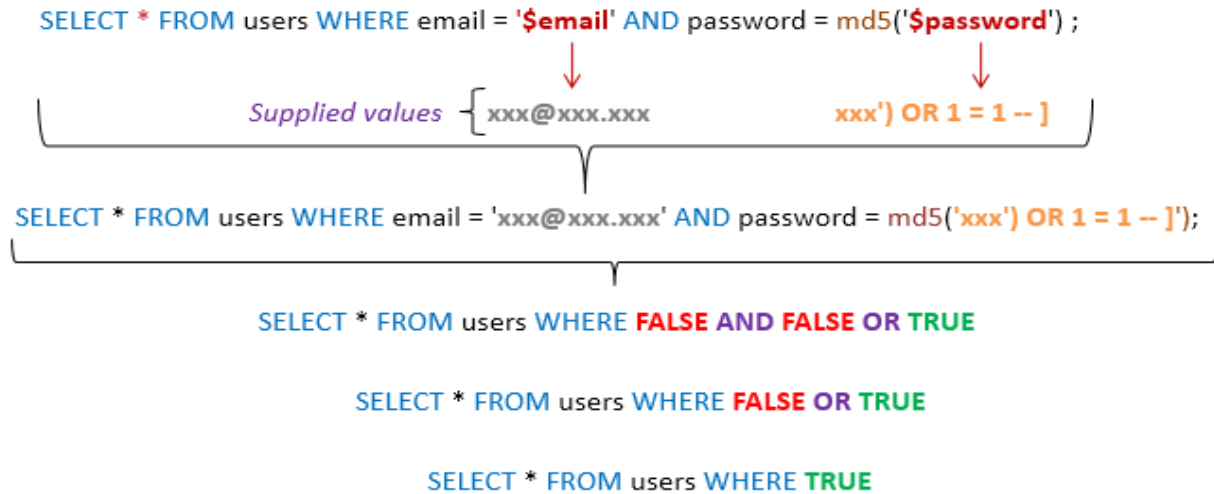 SELECT * FROM users WHERE email = '$email' AND password = md5('$password') ;
Supplied values xxx@xxx.xxx xxx') OR 1 = 1 -- ]
SELECT * FROM users WHERE email = 'xxx@xxx.xxx' AND password = md5('xxx') OR 1 = 1 -- ]');
SELECT * FROM users WHERE FALSE AND FALSE OR TRUE
SELECT * FROM users WHERE FALSE OR TRUE
SELECT * FROM users WHERE TRUE